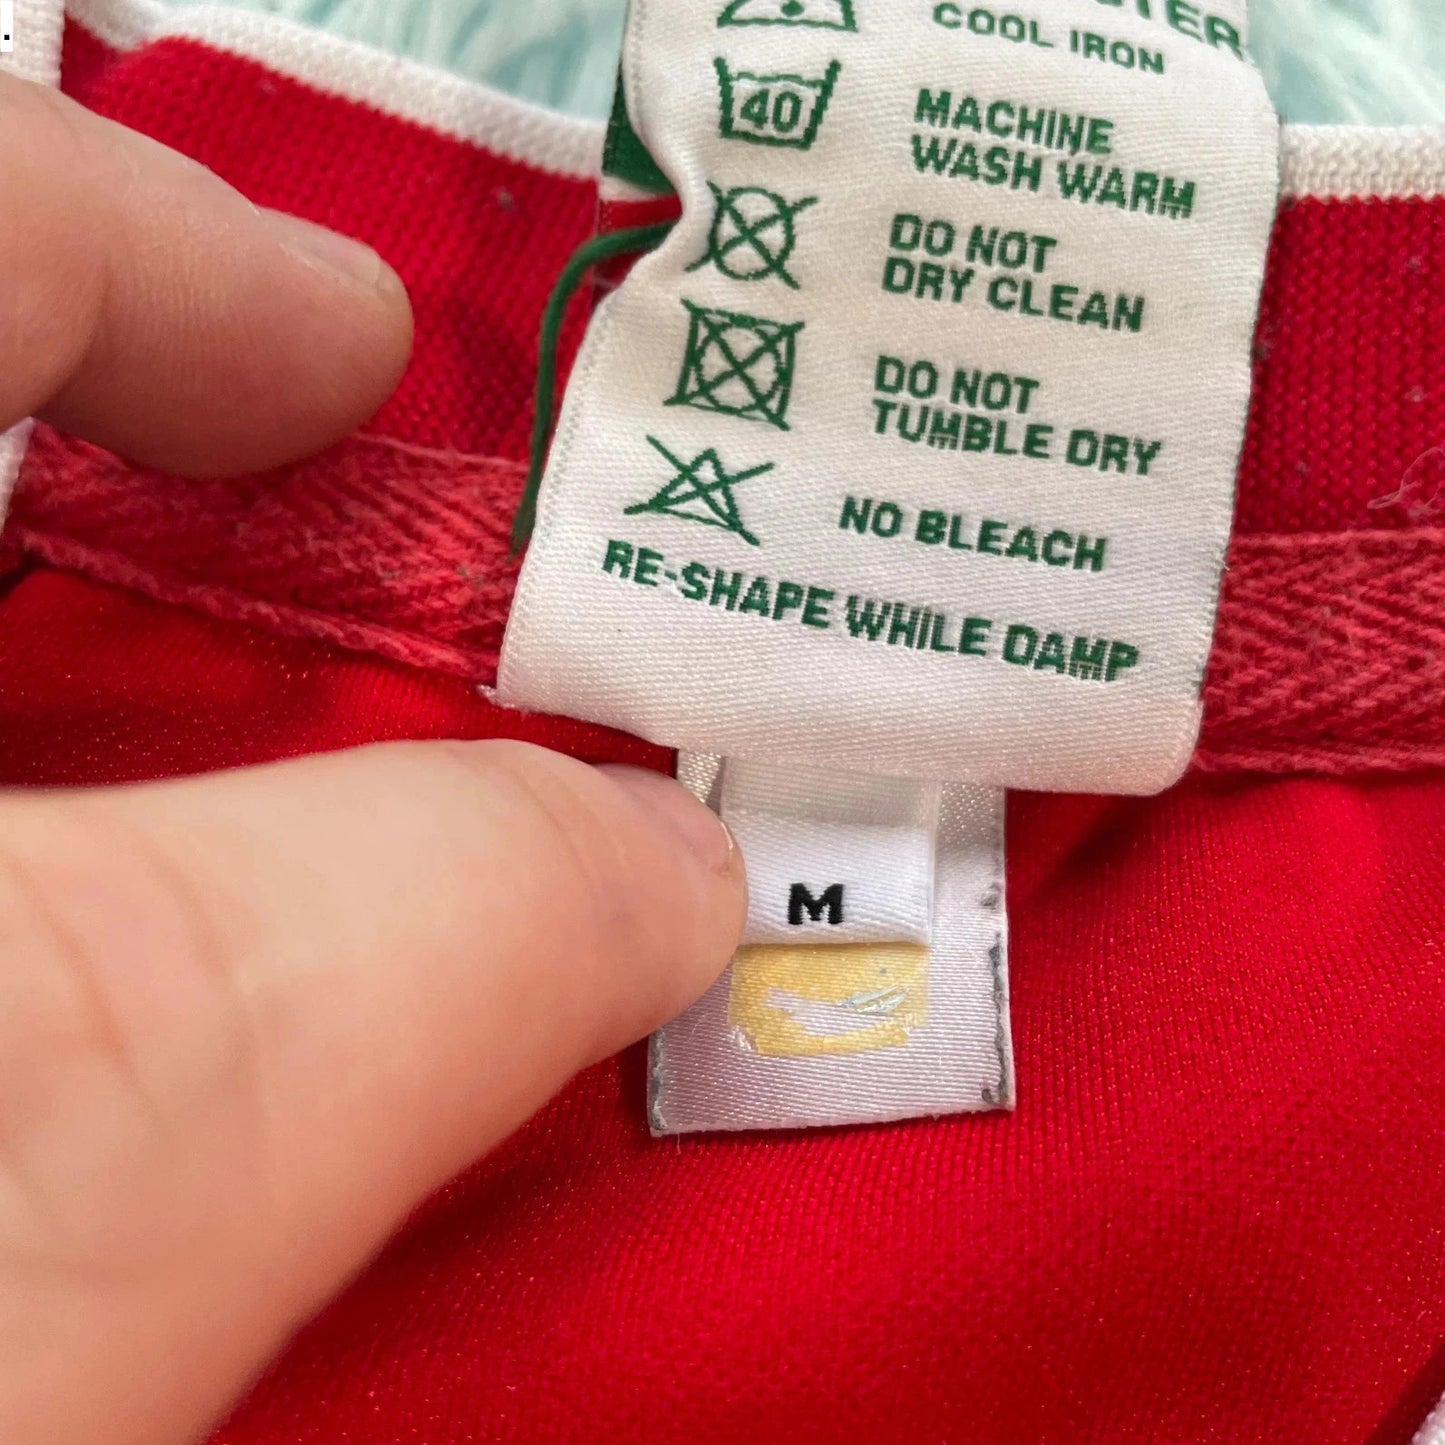 COOL IRON
40
MACHINE
WASH WARM
DO NOT
DRY CLEAN
DO NOT
TUMBLE DRY
NO BLEACH
RE-SHAPE WHILE DAMP
M